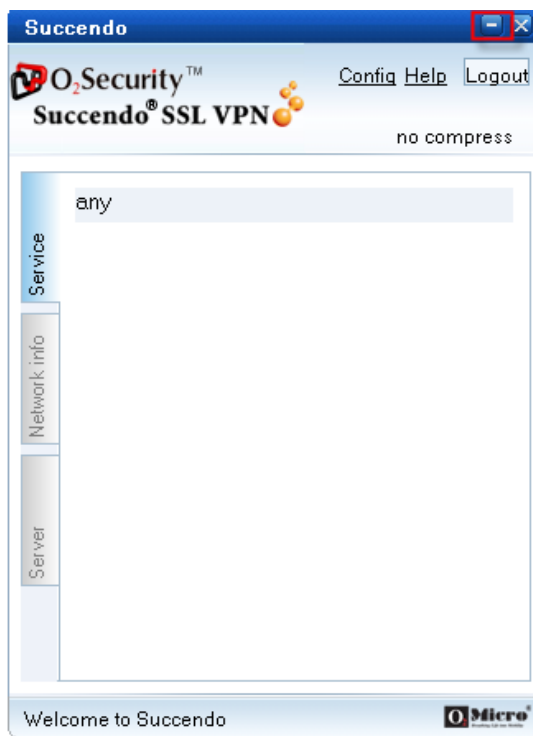 Succendo
O2Security™
Succendo® SSL VPN
Config Help Logout
no compress
any
Service
Network info
Server
Welcome to Succendo
O2Micro®